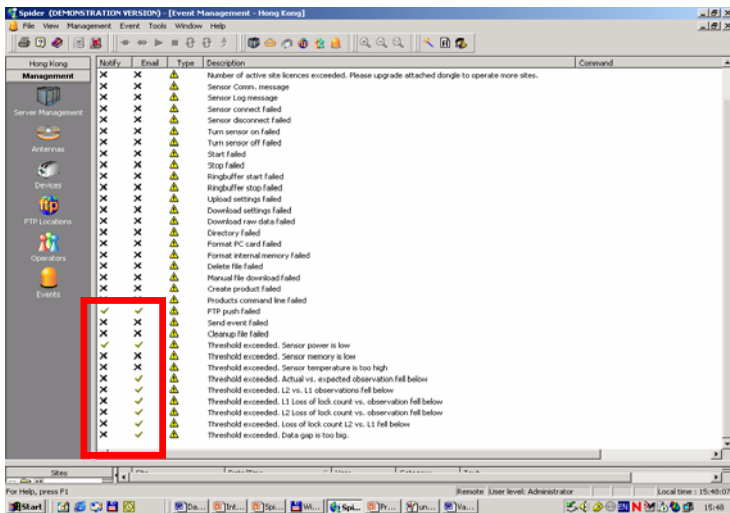 Spider (DEMONSTRATION VERSION) - [Event Management - Hong Kong]
File View Management Event Tools Window Help
Hong Kong
Management
Server Management
Antennas
Devices
FTP Locations
Operators
Events
Notify Email Type Description Command
Number of active site licences exceeded. Please upgrade attached dongle to operate more sites.
Sensor Comm. message
Sensor Log message
Sensor connect failed
Sensor disconnect failed
Turn sensor on failed
Turn sensor off failed
Start failed
Stop failed
Ringbuffer start failed
Ringbuffer stop failed
Upload settings failed
Download settings failed
Download raw data failed
Directory failed
Format PC card failed
Format internal memory failed
Delete file failed
Manual file download failed
Create product failed
Products command line failed
FTP push failed
Send event failed
Cleanup file failed
Threshold exceeded. Sensor power is low
Threshold exceeded. Sensor memory is low
Threshold exceeded. Sensor temperature is too high
Threshold exceeded. Actual vs. expected observation fell below
Threshold exceeded. L2 vs. L1 observations fell below
Threshold exceeded. L1 Loss of lock count vs. observation fell below
Threshold exceeded. L2 Loss of lock count vs. observation fell below
Threshold exceeded. Loss of lock count L2 vs. L1 fell below
Threshold exceeded. Data gap is too big.
Sites
For Help, press F1
Remote User level: Administrator Local time : 15:48:07
Start Da... Int... Spi... Wi... Spi... Pr... un... Va... 15:48